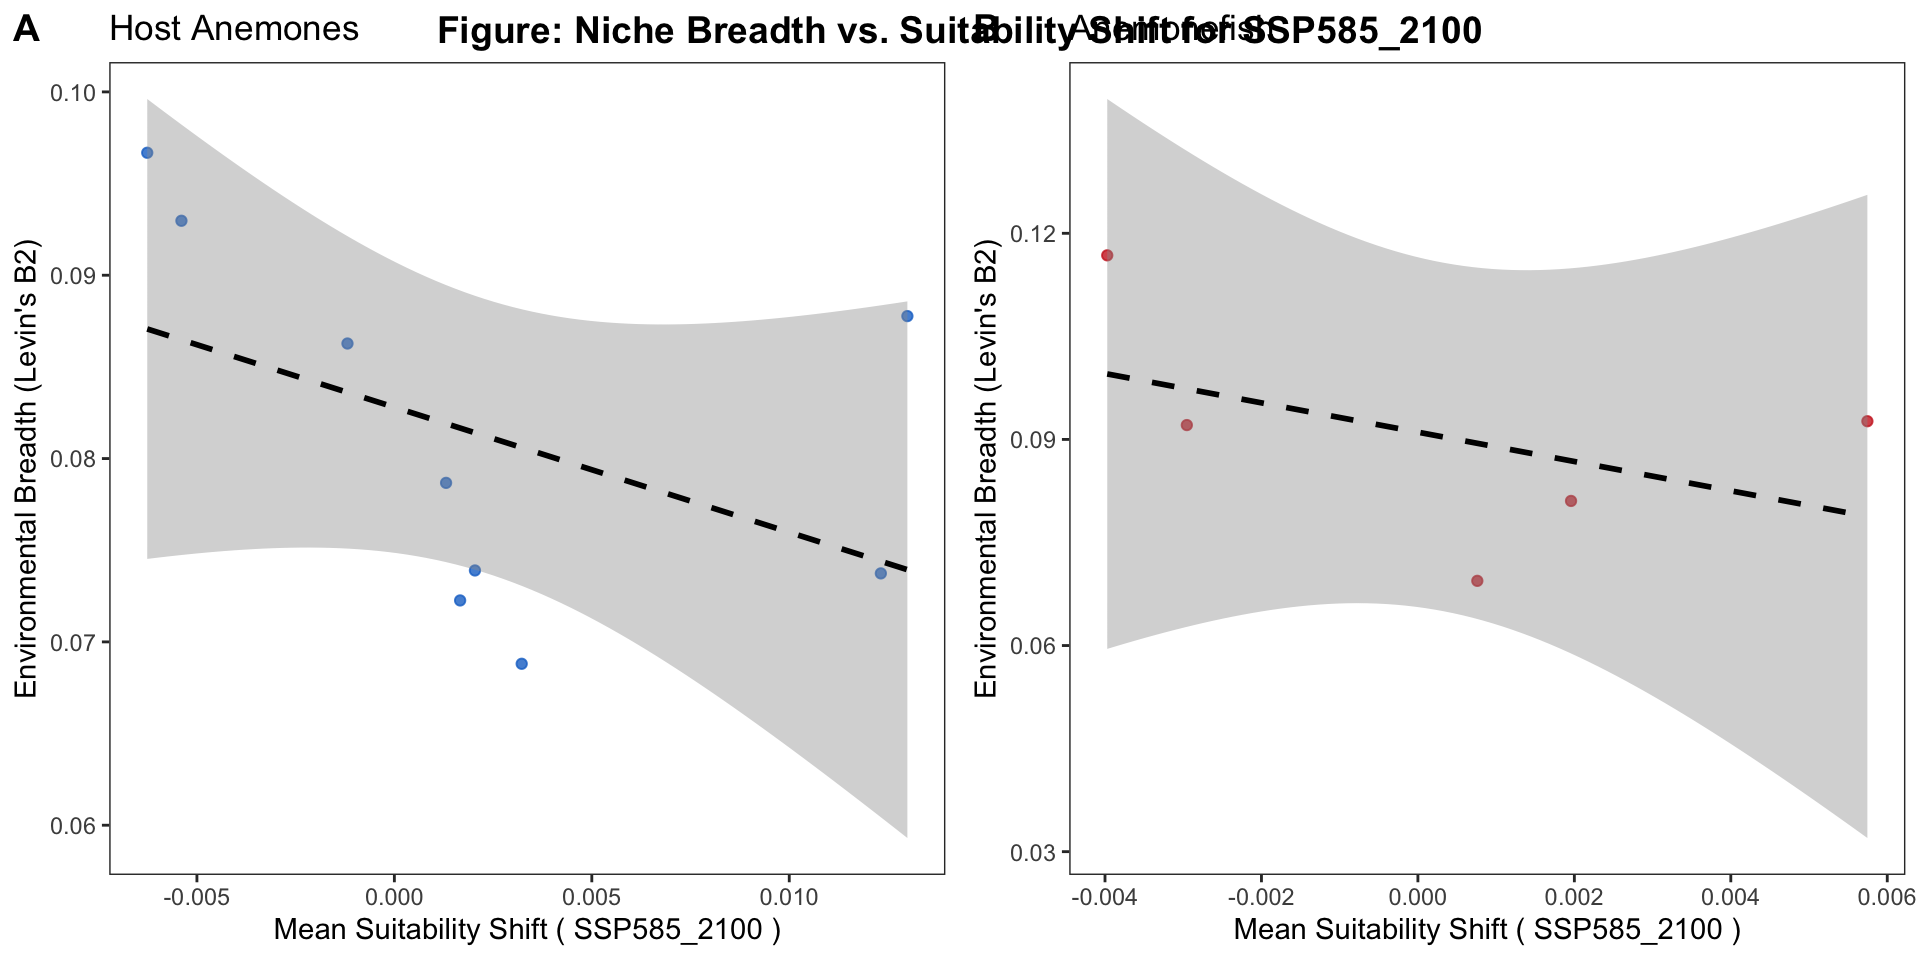 A
Host Anemones
Figure: Niche Breadth vs. Suitability Shift for SSP585_2100
B
Anemonefish
Environmental Breadth (Levin's B2)
0.10
0.09
0.08
0.07
0.06
-0.005
0.000
0.005
0.010
Mean Suitability Shift ( SSP585_2100 )
Environmental Breadth (Levin's B2)
0.12
0.09
0.06
0.03
-0.004
-0.002
0.000
0.002
0.004
0.006
Mean Suitability Shift ( SSP585_2100 )